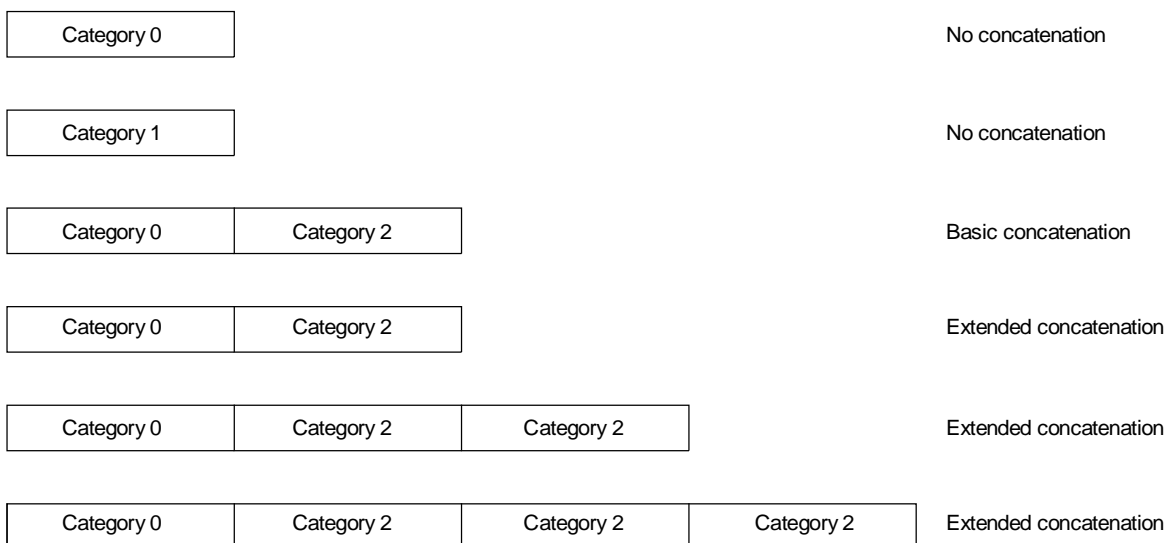 Category 0 No concatenation
Category 1 No concatenation
Category 0 Category 2 Basic concatenation
Category 0 Category 2 Extended concatenation
Category 0 Category 2 Category 2 Extended concatenation
Category 0 Category 2 Category 2 Category 2 Extended concatenation